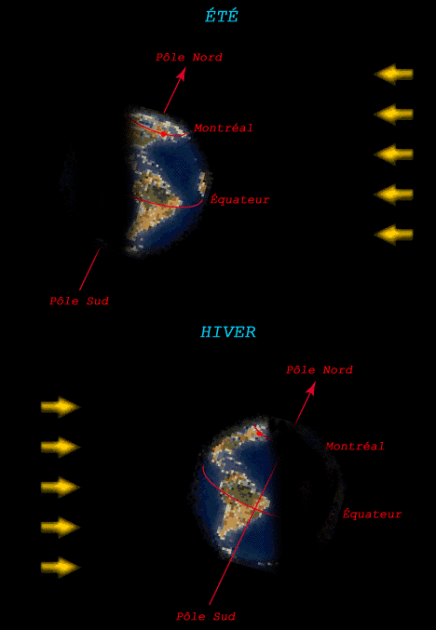 ÉTÉ
Pôle Nord
Montréal
Équateur
Pôle Sud
HIVER
Pôle Nord
Montréal
Équateur
Pôle Sud